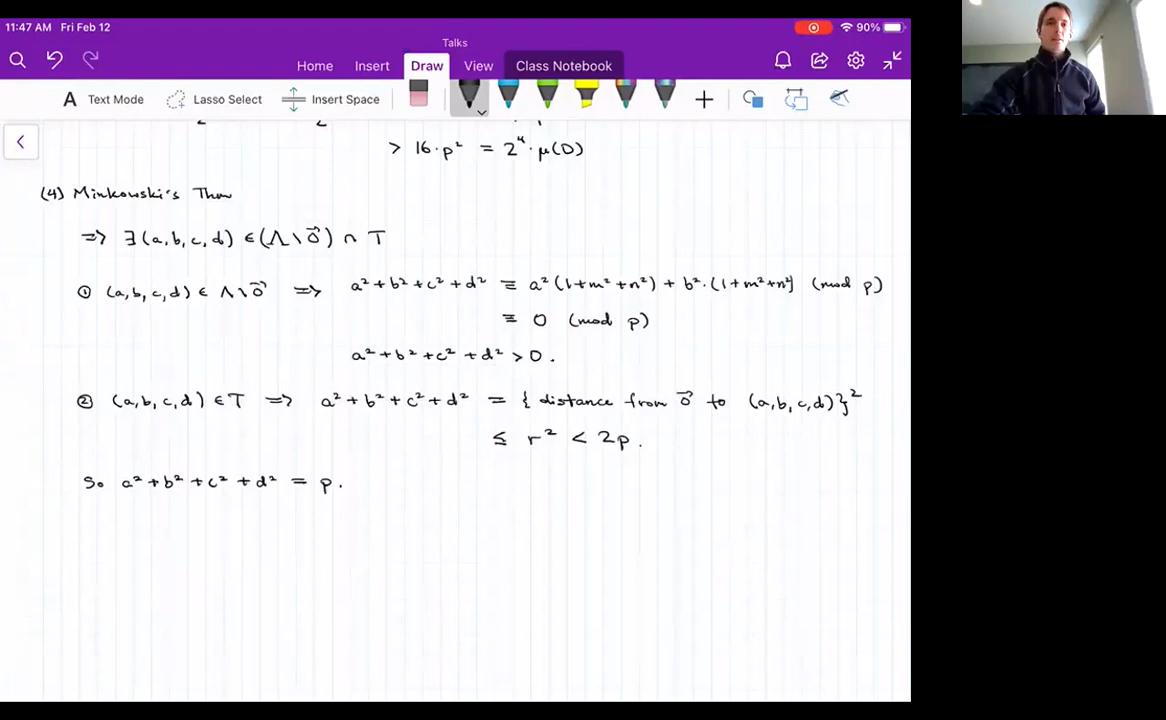 11:47 AM Fri Feb 12
90%
Talks
Home Insert Draw View Class Notebook
Text Mode Lasso Select Insert Space
> 16·p² = 2⁴·μ(D)
(4) Minkowski's Thm
=> ∃(a,b,c,d) ∈ (Λ\0⃗) ∩ T
① (a,b,c,d) ∈ Λ\0⃗ => a²+b²+c²+d² ≡ a²(1+m²+n²) + b²·(1+m²+n²) (mod p)
≡ 0 (mod p)
a²+b²+c²+d² > 0.
② (a,b,c,d) ∈ T => a²+b²+c²+d² = {distance from 0⃗ to (a,b,c,d)}²
≤ r² < 2p.
So a²+b²+c²+d² = p.